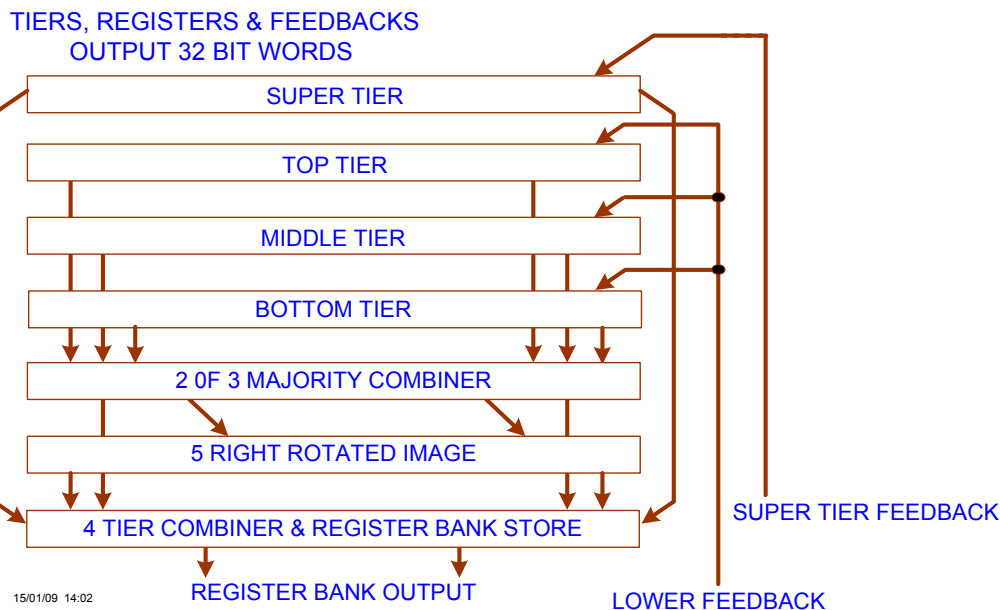 TIERS, REGISTERS & FEEDBACKS
OUTPUT 32 BIT WORDS
SUPER TIER
TOP TIER
MIDDLE TIER
BOTTOM TIER
2 0F 3 MAJORITY COMBINER
5 RIGHT ROTATED IMAGE
4 TIER COMBINER & REGISTER BANK STORE
SUPER TIER FEEDBACK
15/01/09 14:02
REGISTER BANK OUTPUT
LOWER FEEDBACK